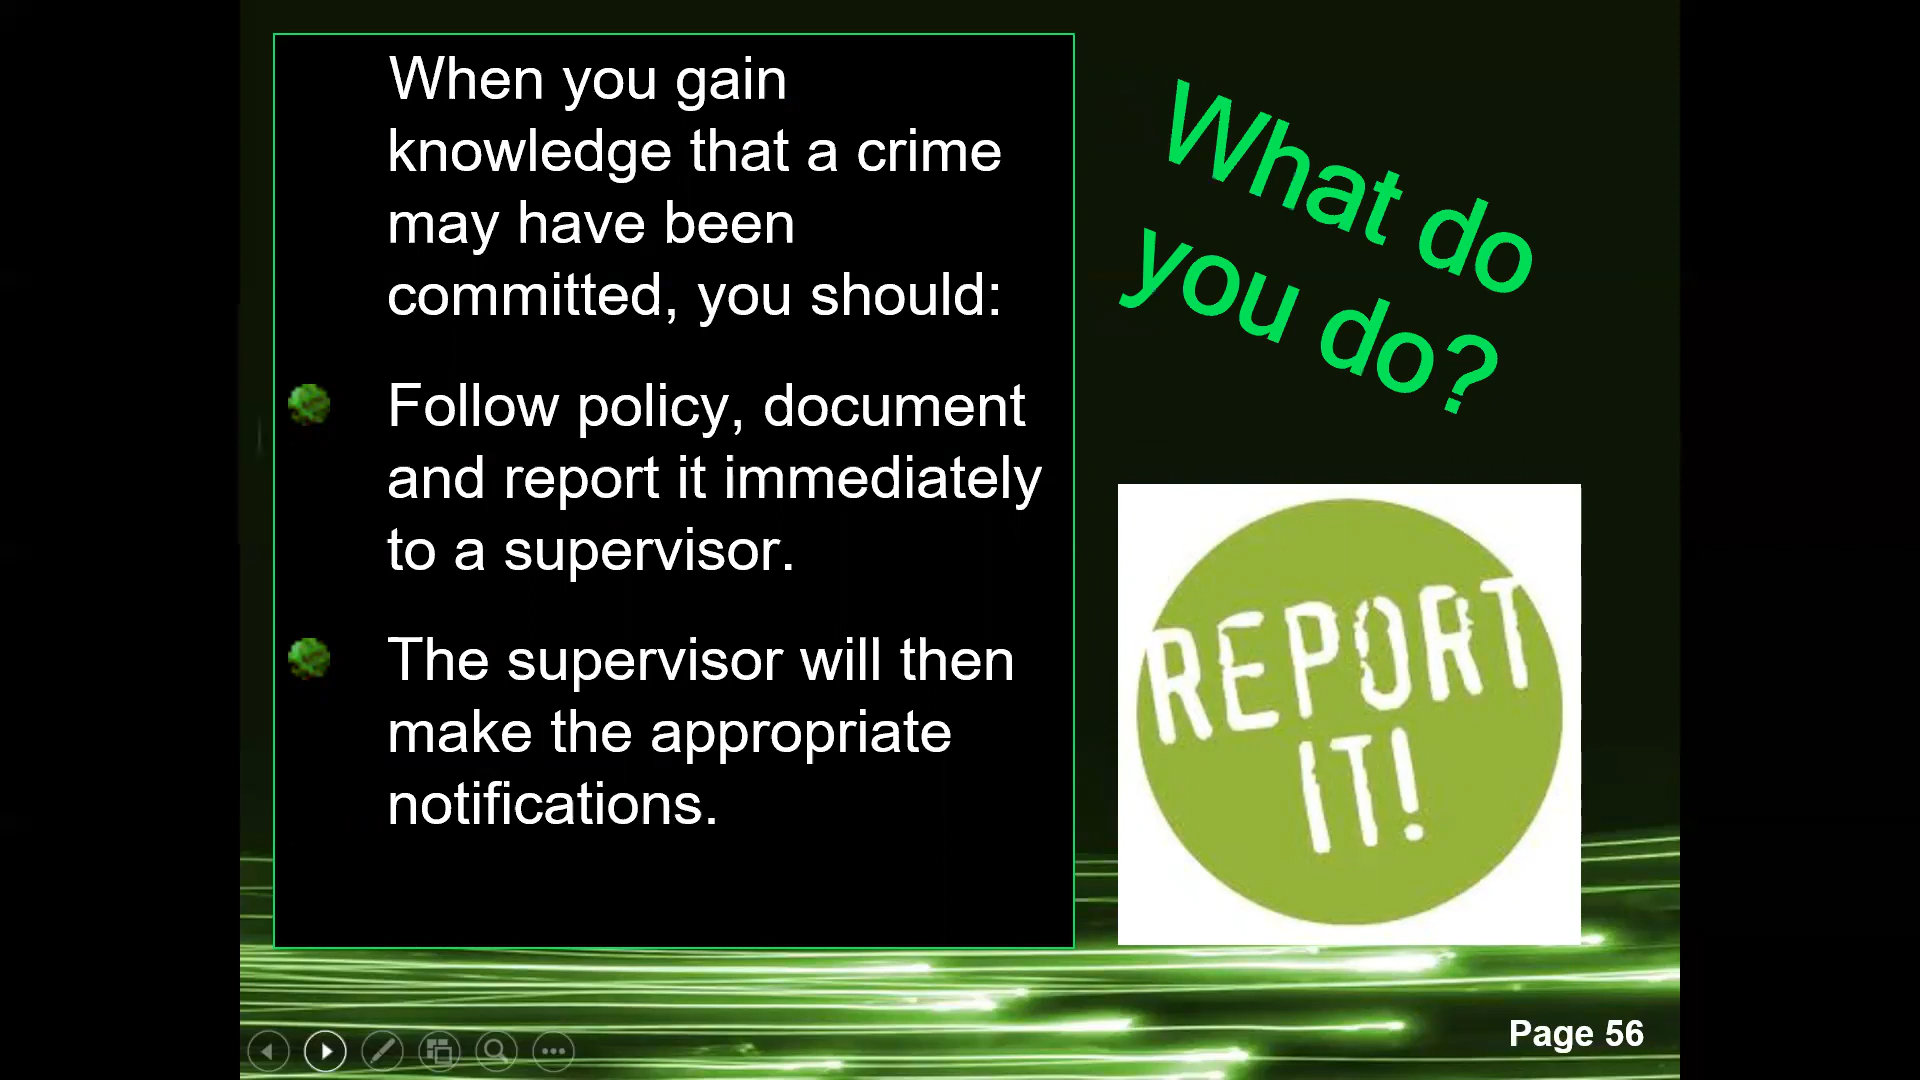 When you gain
knowledge that a crime
may have been
committed, you should:
Follow policy, document
and report it immediately
to a supervisor.
The supervisor will then
make the appropriate
notifications.
What do
you do?
REPORT
IT!
Page 56